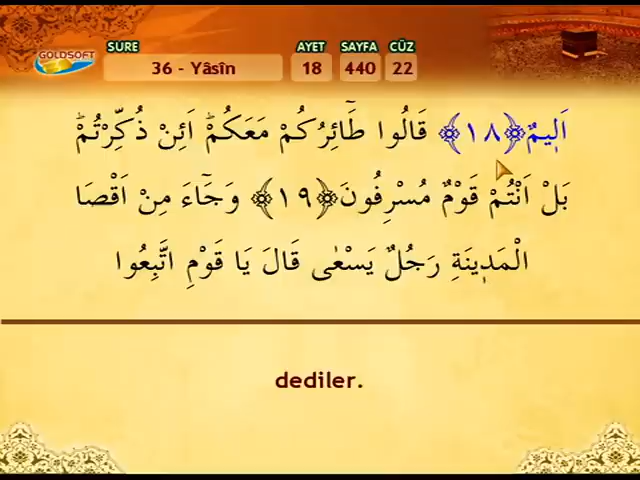 GOLDSOFT
SURE AYET SAYFA CÜZ
36 - Yâsîn 18 440 22
اَل۪يمٌ﴿١٨﴾ قَالُوا طَٓائِرُكُمْ مَعَكُمْۜ اَئِنْ ذُكِّرْتُمْۜ
بَلْ اَنْتُمْ قَوْمٌ مُسْرِفُونَ﴿١٩﴾ وَجَٓاءَ مِنْ اَقْصَا
الْمَد۪ينَةِ رَجُلٌ يَسْعٰى قَالَ يَا قَوْمِ اتَّبِعُوا
dediler.